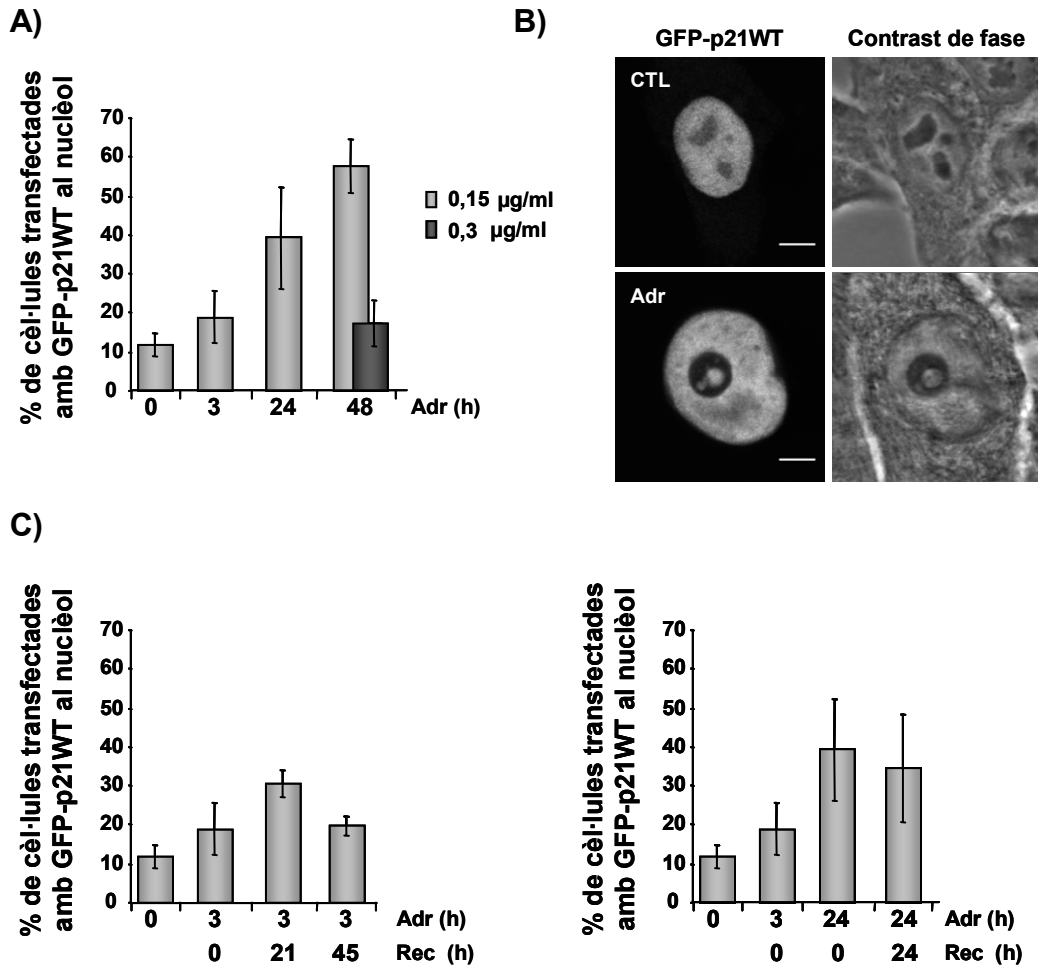 A)
% de cèl·lules transfectades
amb GFP-p21WT al nuclèol
70
60
50
40
30
20
10
0
0 3 24 48 Adr (h)
0,15 µg/ml
0,3 µg/ml
B)
GFP-p21WT Contrast de fase
CTL
Adr
C)
% de cèl·lules transfectades
amb GFP-p21WT al nuclèol
70
60
50
40
30
20
10
0
0 3 3 3 Adr (h)
0 21 45 Rec (h)
% de cèl·lules transfectades
amb GFP-p21WT al nuclèol
70
60
50
40
30
20
10
0
0 3 24 24 Adr (h)
0 0 24 Rec (h)